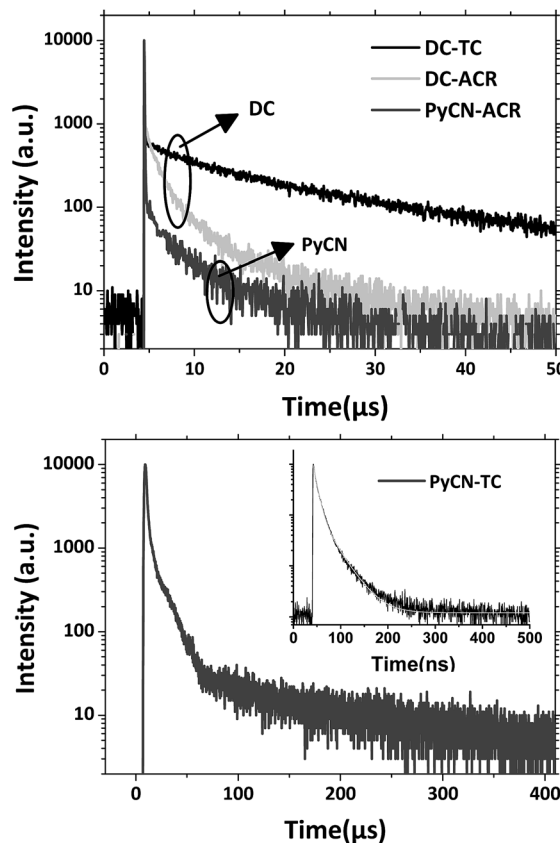 10000
1000
100
10
Intensity (a.u.)
DC-TC
DC-ACR
PyCN-ACR
DC
PyCN
0 10 20 30 40 50
Time(µs)
10000
1000
100
10
Intensity (a.u.)
PyCN-TC
0 100 200 300 400 500
Time(ns)
0 100 200 300 400
Time(µs)